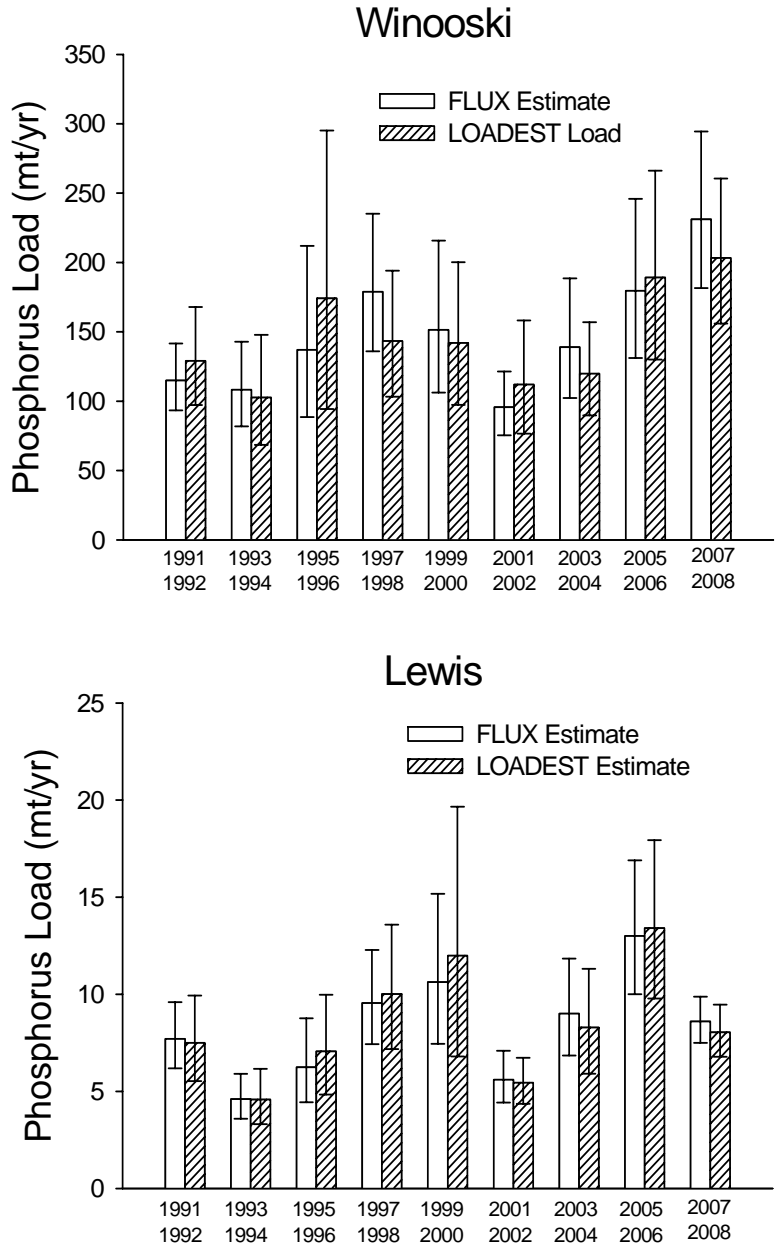 Winooski
350
300
250
200
150
100
50
0
Phosphorus Load (mt/yr)
FLUX Estimate
LOADEST Load
1991 1993 1995 1997 1999 2001 2003 2005 2007
1992 1994 1996 1998 2000 2002 2004 2006 2008
Lewis
25
20
15
10
5
0
Phosphorus Load (mt/yr)
FLUX Estimate
LOADEST Estimate
1991 1993 1995 1997 1999 2001 2003 2005 2007
1992 1994 1996 1998 2000 2002 2004 2006 2008